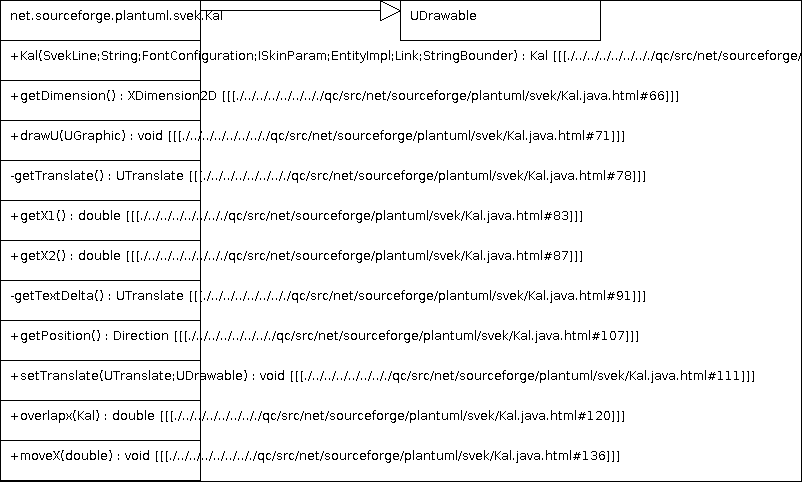 net.sourceforge.plantuml.svek.Kal
UDrawable
+Kal(SvekLine;String;FontConfiguration;ISkinParam;EntityImpl;Link;StringBounder) : Kal [[[./../../../../../../../qc/src/net/sourceforge/
+getDimension() : XDimension2D [[[./../../../../../../../qc/src/net/sourceforge/plantuml/svek/Kal.java.html#66]]]
+drawU(UGraphic) : void [[[./../../../../../../../qc/src/net/sourceforge/plantuml/svek/Kal.java.html#71]]]
-getTranslate() : UTranslate [[[./../../../../../../../qc/src/net/sourceforge/plantuml/svek/Kal.java.html#78]]]
+getX1() : double [[[./../../../../../../../qc/src/net/sourceforge/plantuml/svek/Kal.java.html#83]]]
+getX2() : double [[[./../../../../../../../qc/src/net/sourceforge/plantuml/svek/Kal.java.html#87]]]
-getTextDelta() : UTranslate [[[./../../../../../../../qc/src/net/sourceforge/plantuml/svek/Kal.java.html#91]]]
+getPosition() : Direction [[[./../../../../../../../qc/src/net/sourceforge/plantuml/svek/Kal.java.html#107]]]
+setTranslate(UTranslate;UDrawable) : void [[[./../../../../../../../qc/src/net/sourceforge/plantuml/svek/Kal.java.html#111]]]
+overlapx(Kal) : double [[[./../../../../../../../qc/src/net/sourceforge/plantuml/svek/Kal.java.html#120]]]
+moveX(double) : void [[[./../../../../../../../qc/src/net/sourceforge/plantuml/svek/Kal.java.html#136]]]